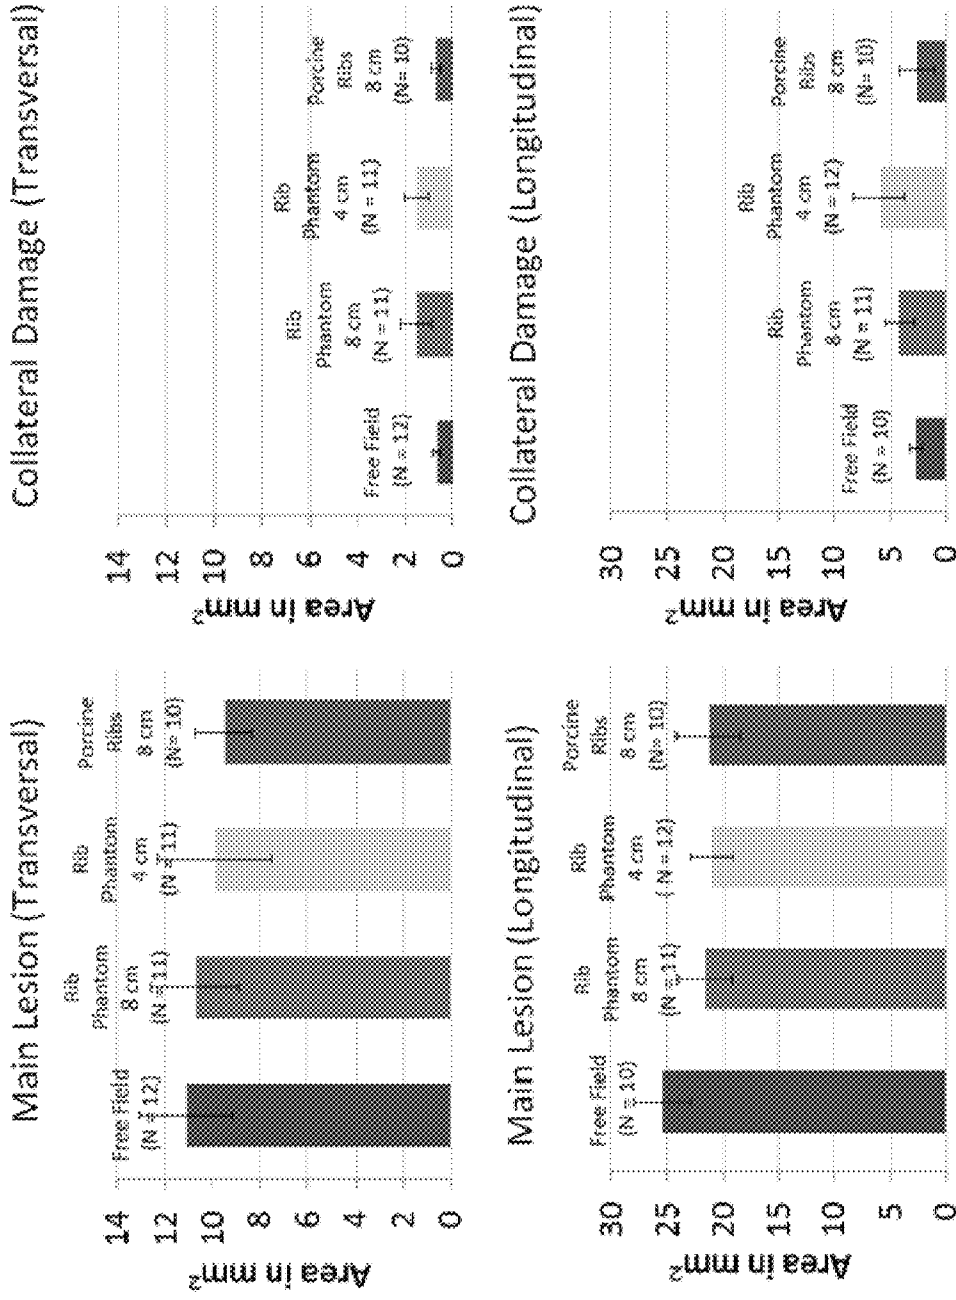 Main Lesion (Transversal)
Area in mm²
14
12
10
8
6
4
2
0
Free Field
(N = 12)
Rib
Phantom
8 cm
(N = 11)
Rib
Phantom
4 cm
(N = 11)
Porcine
Ribs
8 cm
(N= 10)
Collateral Damage (Transversal)
Area in mm²
14
12
10
8
6
4
2
0
Free Field
(N = 12)
Rib
Phantom
8 cm
(N = 11)
Rib
Phantom
4 cm
(N = 11)
Porcine
Ribs
8 cm
(N= 10)
Main Lesion (Longitudinal)
Area in mm²
30
25
20
15
10
5
0
Free Field
(N = 10)
Rib
Phantom
8 cm
(N = 11)
Rib
Phantom
4 cm
( N = 12)
Porcine
Ribs
8 cm
(N= 10)
Collateral Damage (Longitudinal)
Area in mm²
30
25
20
15
10
5
0
Free Field
(N = 10)
Rib
Phantom
8 cm
(N = 11)
Rib
Phantom
4 cm
(N = 12)
Porcine
Ribs
8 cm
(N= 10)